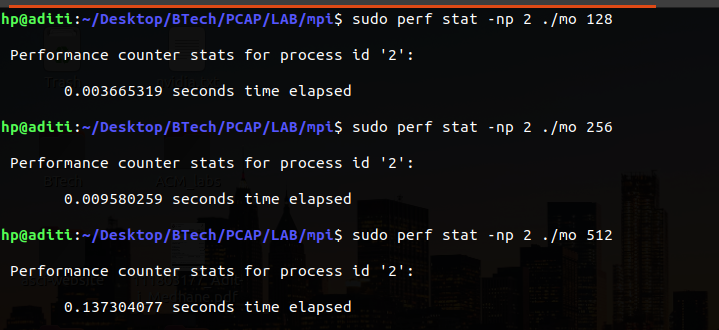 hp@aditi:~/Desktop/BTech/PCAP/LAB/mpi$ sudo perf stat -np 2 ./mo 128
Performance counter stats for process id '2':
0.003665319 seconds time elapsed
hp@aditi:~/Desktop/BTech/PCAP/LAB/mpi$ sudo perf stat -np 2 ./mo 256
Performance counter stats for process id '2':
0.009580259 seconds time elapsed
hp@aditi:~/Desktop/BTech/PCAP/LAB/mpi$ sudo perf stat -np 2 ./mo 512
Performance counter stats for process id '2':
0.137304077 seconds time elapsed